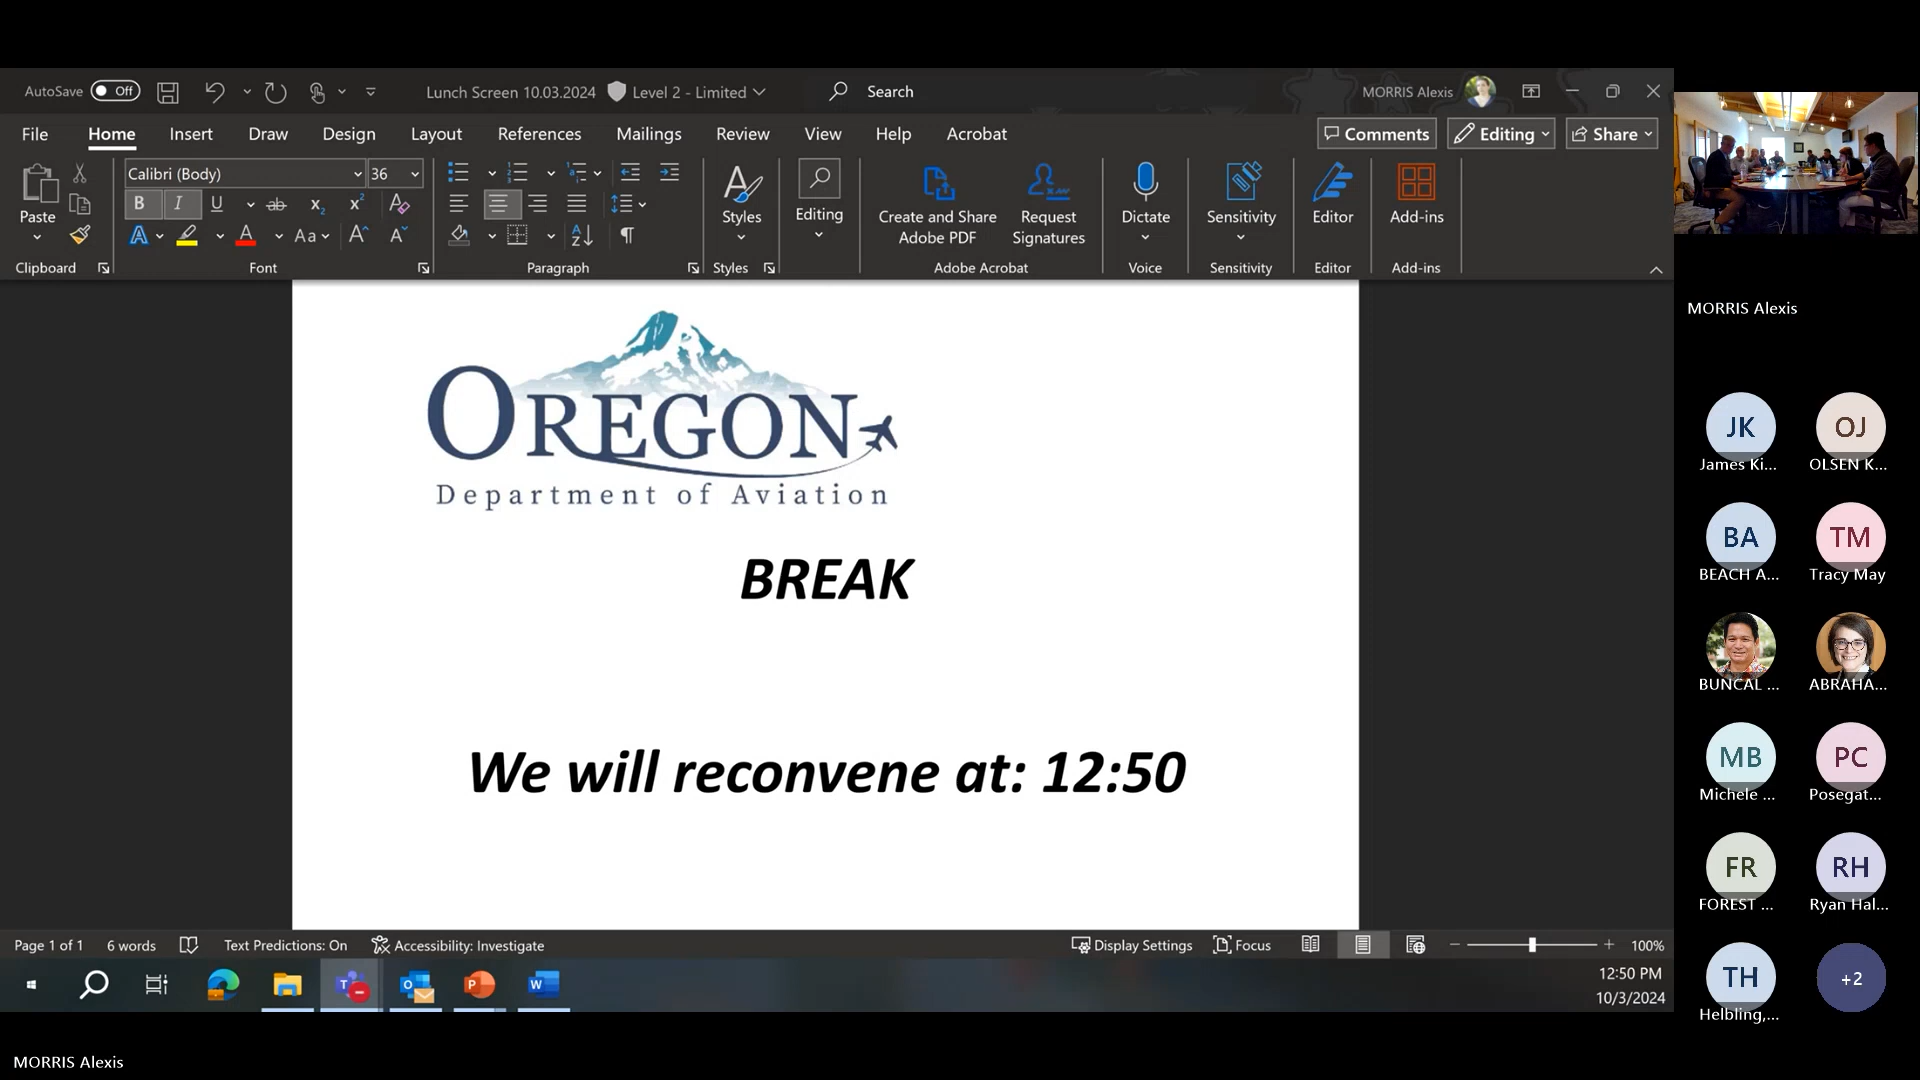 AutoSave Off
Lunch Screen 10.03.2024 Level 2 - Limited
Search
MORRIS Alexis
File Home Insert Draw Design Layout References Mailings Review View Help Acrobat
Comments Editing Share
Paste
Clipboard
Calibri (Body) 36
B I U ab x₂ x² A
A A Aa A A
Font
Paragraph
Styles
Styles
Editing
Create and Share
Adobe PDF
Request
Signatures
Adobe Acrobat
Dictate
Voice
Sensitivity
Sensitivity
Editor
Editor
Add-ins
Add-ins
OREGON
Department of Aviation
BREAK
We will reconvene at: 12:50
Page 1 of 1 6 words Text Predictions: On Accessibility: Investigate
Display Settings Focus 100%
12:50 PM
10/3/2024
MORRIS Alexis
MORRIS Alexis
JK OJ
James Ki... OLSEN K...
BA TM
BEACH A... Tracy May
BUNCAL ... ABRAHA...
MB PC
Michele ... Posegat...
FR RH
FOREST ... Ryan Hal...
TH +2
Helbling,...